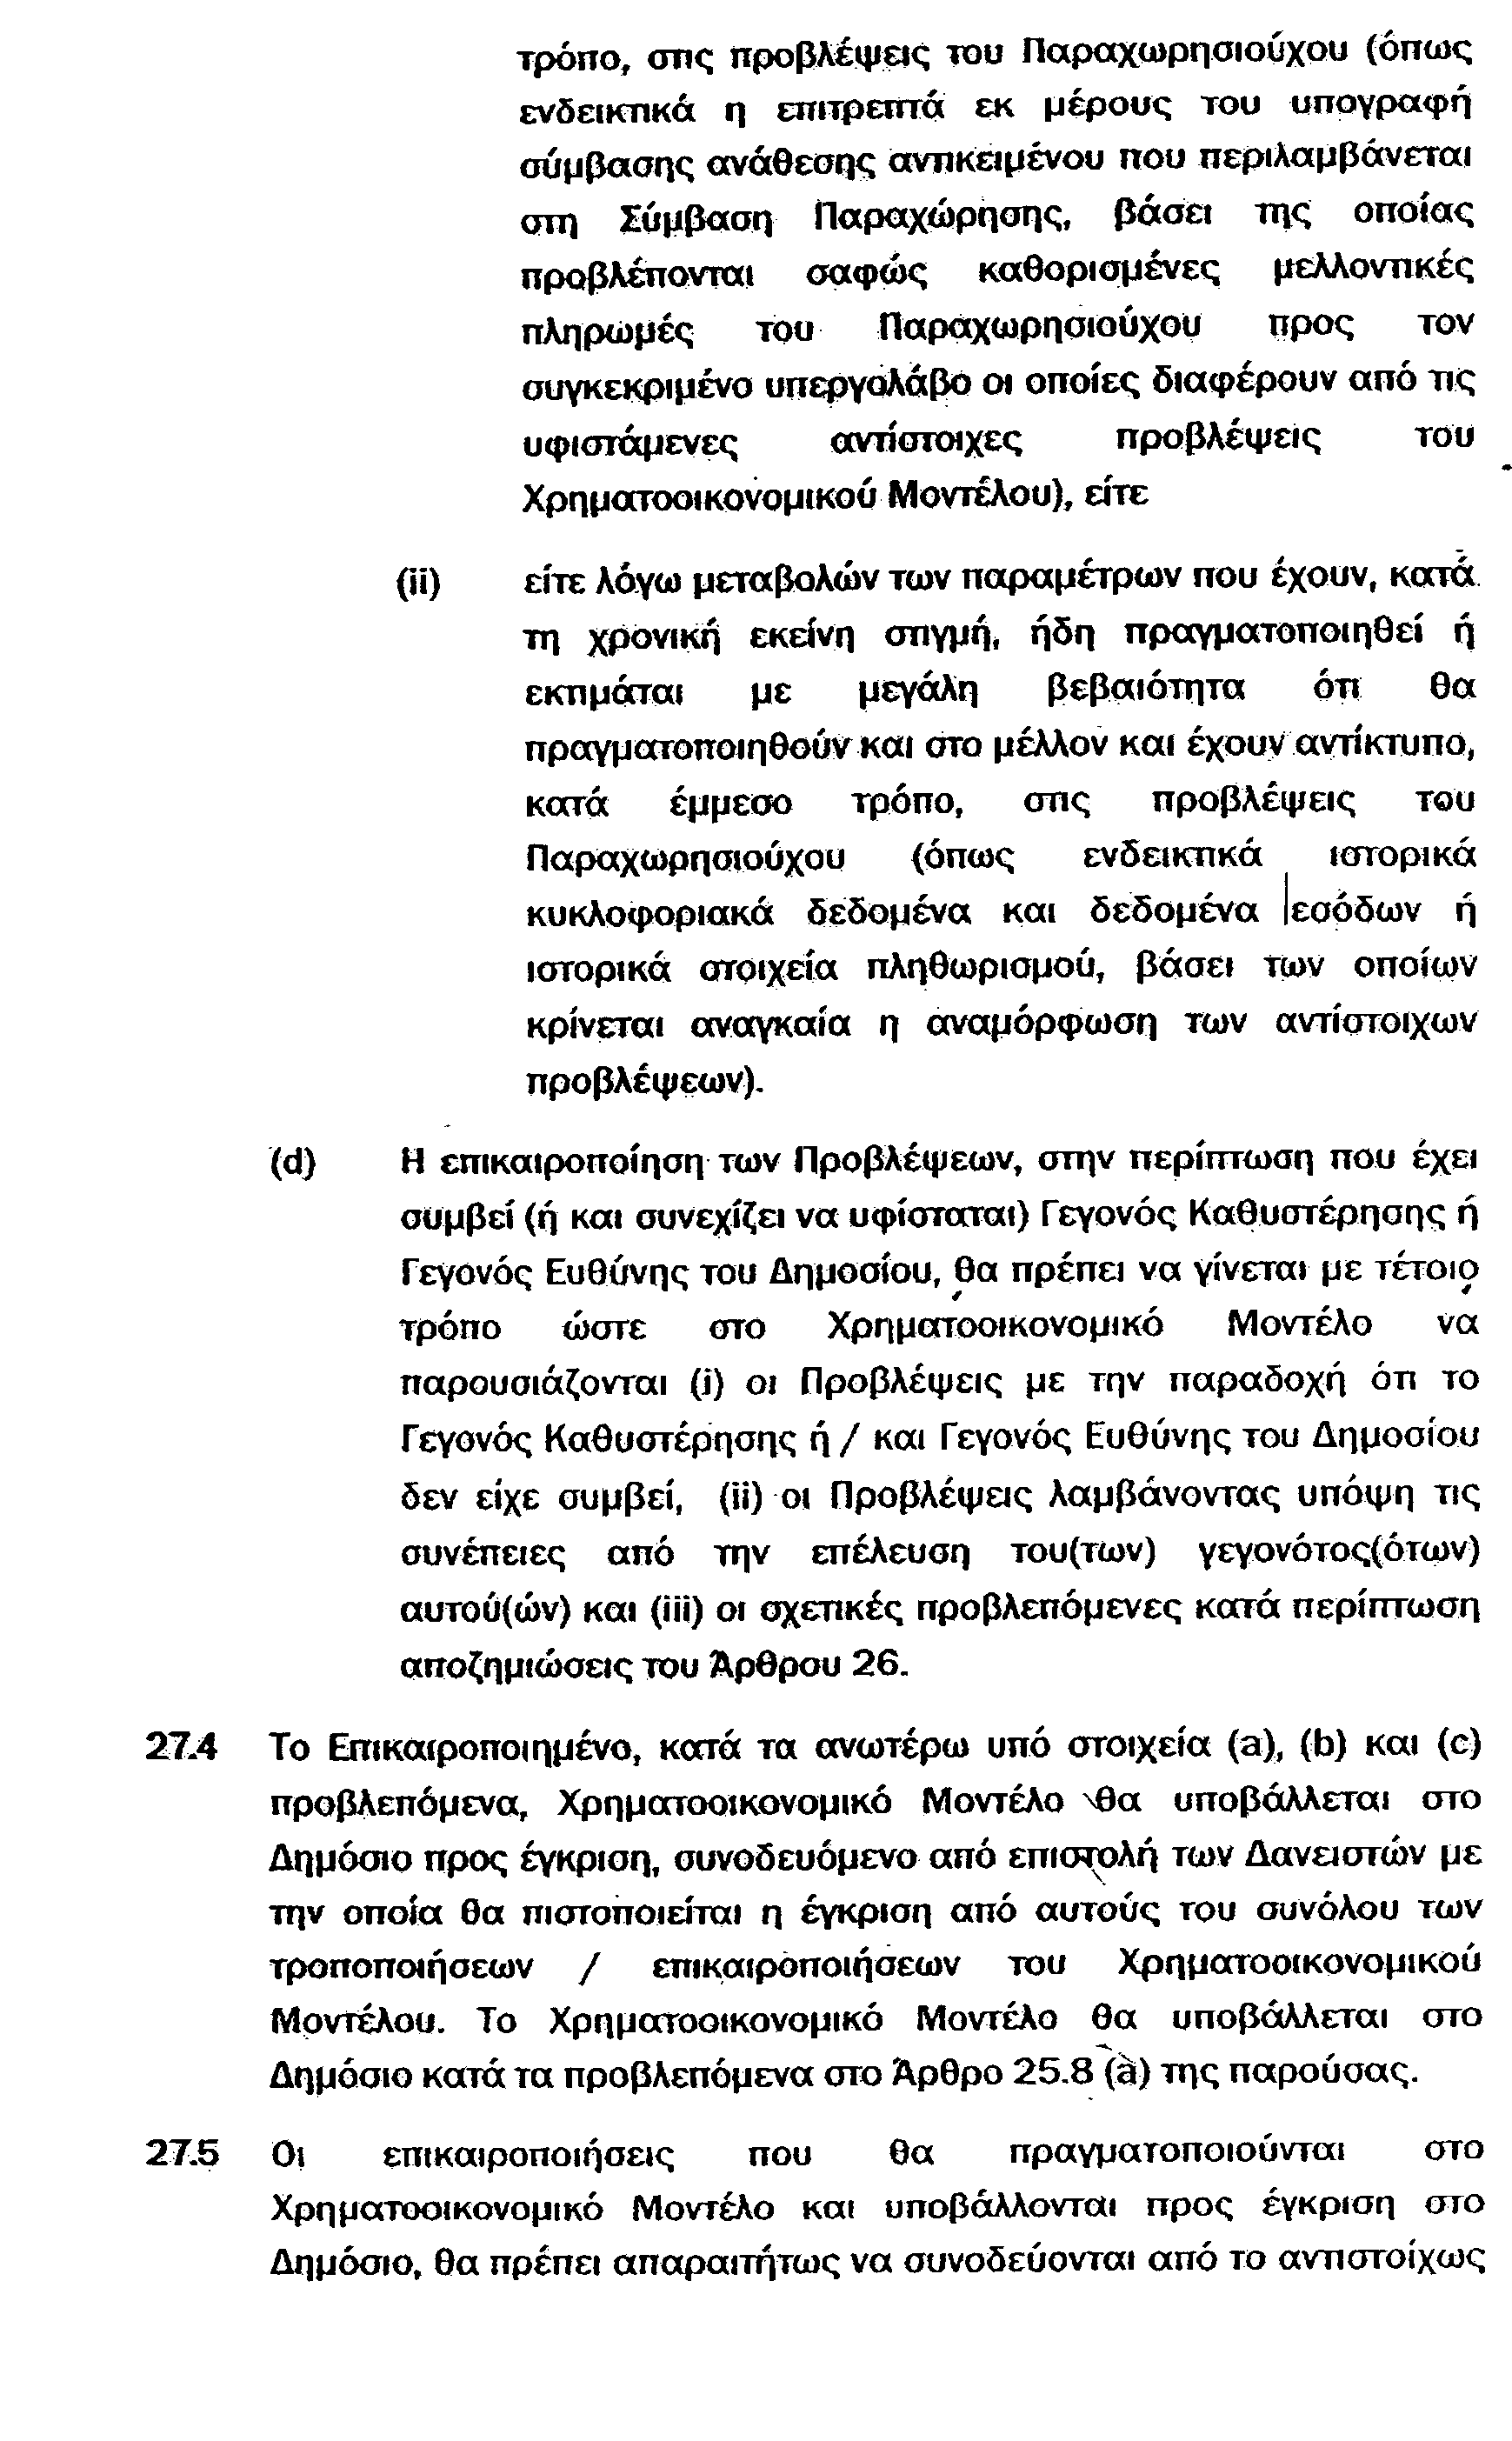 τρόπο, στις προβλέψεις του Παραχωρησιούχου (όπως
ενδεικτικά η επιτρεπτά εκ μέρους του υπογραφή
σύμβασης ανάθεσης αντικειμένου που περιλαμβάνεται
στη Σύμβαση Παραχώρησης, βάσει της οποίας
προβλέπονται σαφώς καθορισμένες μελλοντικές
πληρωμές του Παραχωρησιούχου προς τον
συγκεκριμένο υπεργολάβο οι οποίες διαφέρουν από τις
υφιστάμενες αντίστοιχες προβλέψεις του
Χρηματοοικονομικού Μοντέλου), είτε
(ii) είτε λόγω μεταβολών των παραμέτρων που έχουν, κατά
τη χρονική εκείνη στιγμή, ήδη πραγματοποιηθεί ή
εκτιμάται με μεγάλη βεβαιότητα ότι θα
πραγματοποιηθούν και στο μέλλον και έχουν αντίκτυπο,
κατά έμμεσο τρόπο, στις προβλέψεις του
Παραχωρησιούχου (όπως ενδεικτικά ιστορικά
κυκλοφοριακά δεδομένα και δεδομένα εσόδων ή
ιστορικά στοιχεία πληθωρισμού, βάσει των οποίων
κρίνεται αναγκαία η αναμόρφωση των αντίστοιχων
προβλέψεων).
(d) Η επικαιροποίηση των Προβλέψεων, στην περίπτωση που έχει
συμβεί (ή και συνεχίζει να υφίσταται) Γεγονός Καθυστέρησης ή
Γεγονός Ευθύνης του Δημοσίου, θα πρέπει να γίνεται με τέτοιο
τρόπο ώστε στο Χρηματοοικονομικό Μοντέλο να
παρουσιάζονται (i) οι Προβλέψεις με την παραδοχή ότι το
Γεγονός Καθυστέρησης ή / και Γεγονός Ευθύνης του Δημοσίου
δεν είχε συμβεί, (ii) οι Προβλέψεις λαμβάνοντας υπόψη τις
συνέπειες από την επέλευση του(των) γεγονότος(ότων)
αυτού(ών) και (iii) οι σχετικές προβλεπόμενες κατά περίπτωση
αποζημιώσεις του Άρθρου 26.
27.4 Το Επικαιροποιημένο, κατά τα ανωτέρω υπό στοιχεία (a), (b) και (c)
προβλεπόμενα, Χρηματοοικονομικό Μοντέλο θα υποβάλλεται στο
Δημόσιο προς έγκριση, συνοδευόμενο από επιστολή των Δανειστών με
την οποία θα πιστοποιείται η έγκριση από αυτούς του συνόλου των
τροποποιήσεων / επικαιροποιήσεων του Χρηματοοικονομικού
Μοντέλου. Το Χρηματοοικονομικό Μοντέλο θα υποβάλλεται στο
Δημόσιο κατά τα προβλεπόμενα στο Άρθρο 25.8 (a) της παρούσας.
27.5 Οι επικαιροποιήσεις που θα πραγματοποιούνται στο
Χρηματοοικονομικό Μοντέλο και υποβάλλονται προς έγκριση στο
Δημόσιο, θα πρέπει απαραιτήτως να συνοδεύονται από το αντιστοίχως